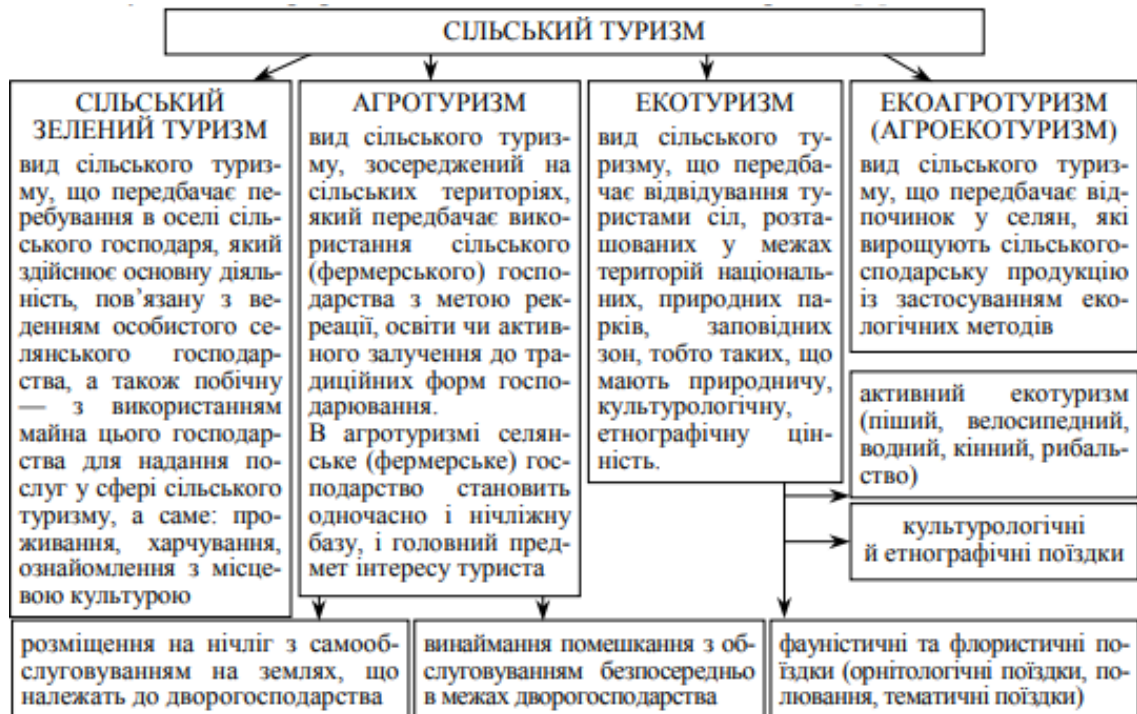 СІЛЬСЬКИЙ ТУРИЗМ
СІЛЬСЬКИЙ
ЗЕЛЕНИЙ ТУРИЗМ
вид сільського туриз-
му, що передбачає пе-
ребування в оселі сіль-
ського господаря, який
здійснює основну діяль-
ність, пов’язану з ве-
денням особистого се-
лянського господар-
ства, а також побічну
— з використанням
майна цього господар-
ства для надання по-
слуг у сфері сільського
туризму, а саме: про-
живання, харчування,
ознайомлення з місце-
вою культурою
АГРОТУРИЗМ
вид сільського туриз-
му, зосереджений на
сільських територіях,
який передбачає вико-
ристання сільського
(фермерського) госпо-
дарства з метою рек-
реації, освіти чи актив-
ного залучення до тра-
диційних форм госпо-
дарювання.
В агротуризмі селян-
ське (фермерське) гос-
подарство становить
одночасно і нічліжну
базу, і головний пред-
мет інтересу туриста
ЕКОТУРИЗМ
вид сільського ту-
ризму, що передба-
чає відвідування ту-
ристами сіл, розта-
шованих у межах
територій національ-
них, природних па-
рків, заповідних
зон, тобто таких, що
мають природничу,
культурологічну,
етнографічну цін-
ність.
ЕКОАГРОТУРИЗМ
(АГРОЕКОТУРИЗМ)
вид сільського туриз-
му, що передбачає від-
починок у селян, які
вирощують сільського-
сподарську продукцію
із застосуванням еко-
логічних методів
активний екотуризм
(піший, велосипедний,
водний, кінний, рибаль-
ство)
культурологічні
й етнографічні поїздки
розміщення на нічліг з самооб-
слуговуванням на землях, що
належать до дворогосподарства
винаймання помешкання з об-
слуговуванням безпосередньо
в межах дворогосподарства
фауністичні та флористичні по-
їздки (орнітологічні поїздки, по-
лювання, тематичні поїздки)